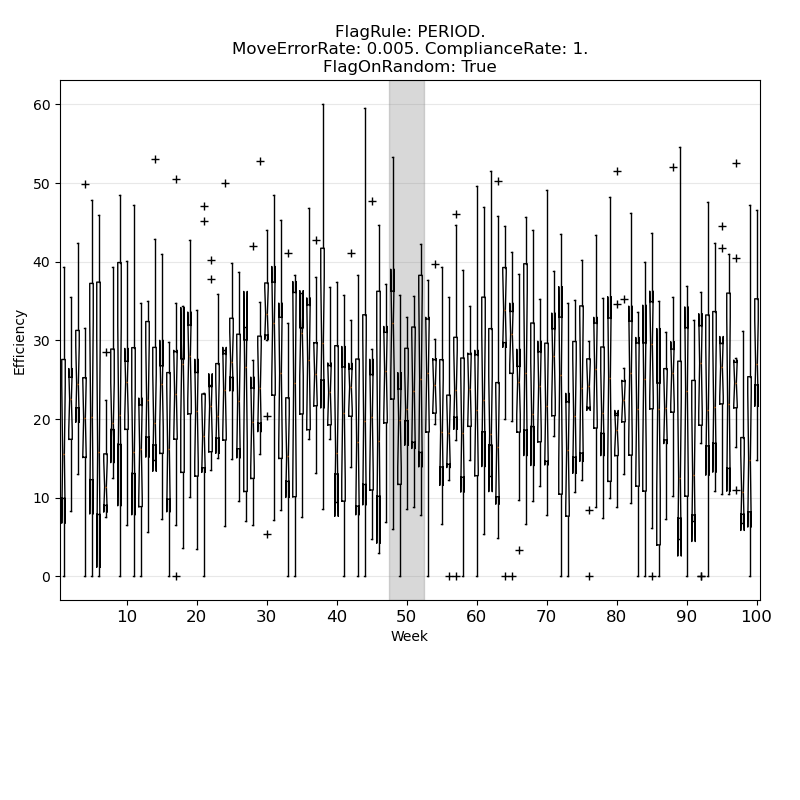 FlagRule: PERIOD.
MoveErrorRate: 0.005. ComplianceRate: 1.
FlagOnRandom: True
60
50
40
30
20
10
0
Efficiency
10 20 30 40 50 60 70 80 90 100
Week